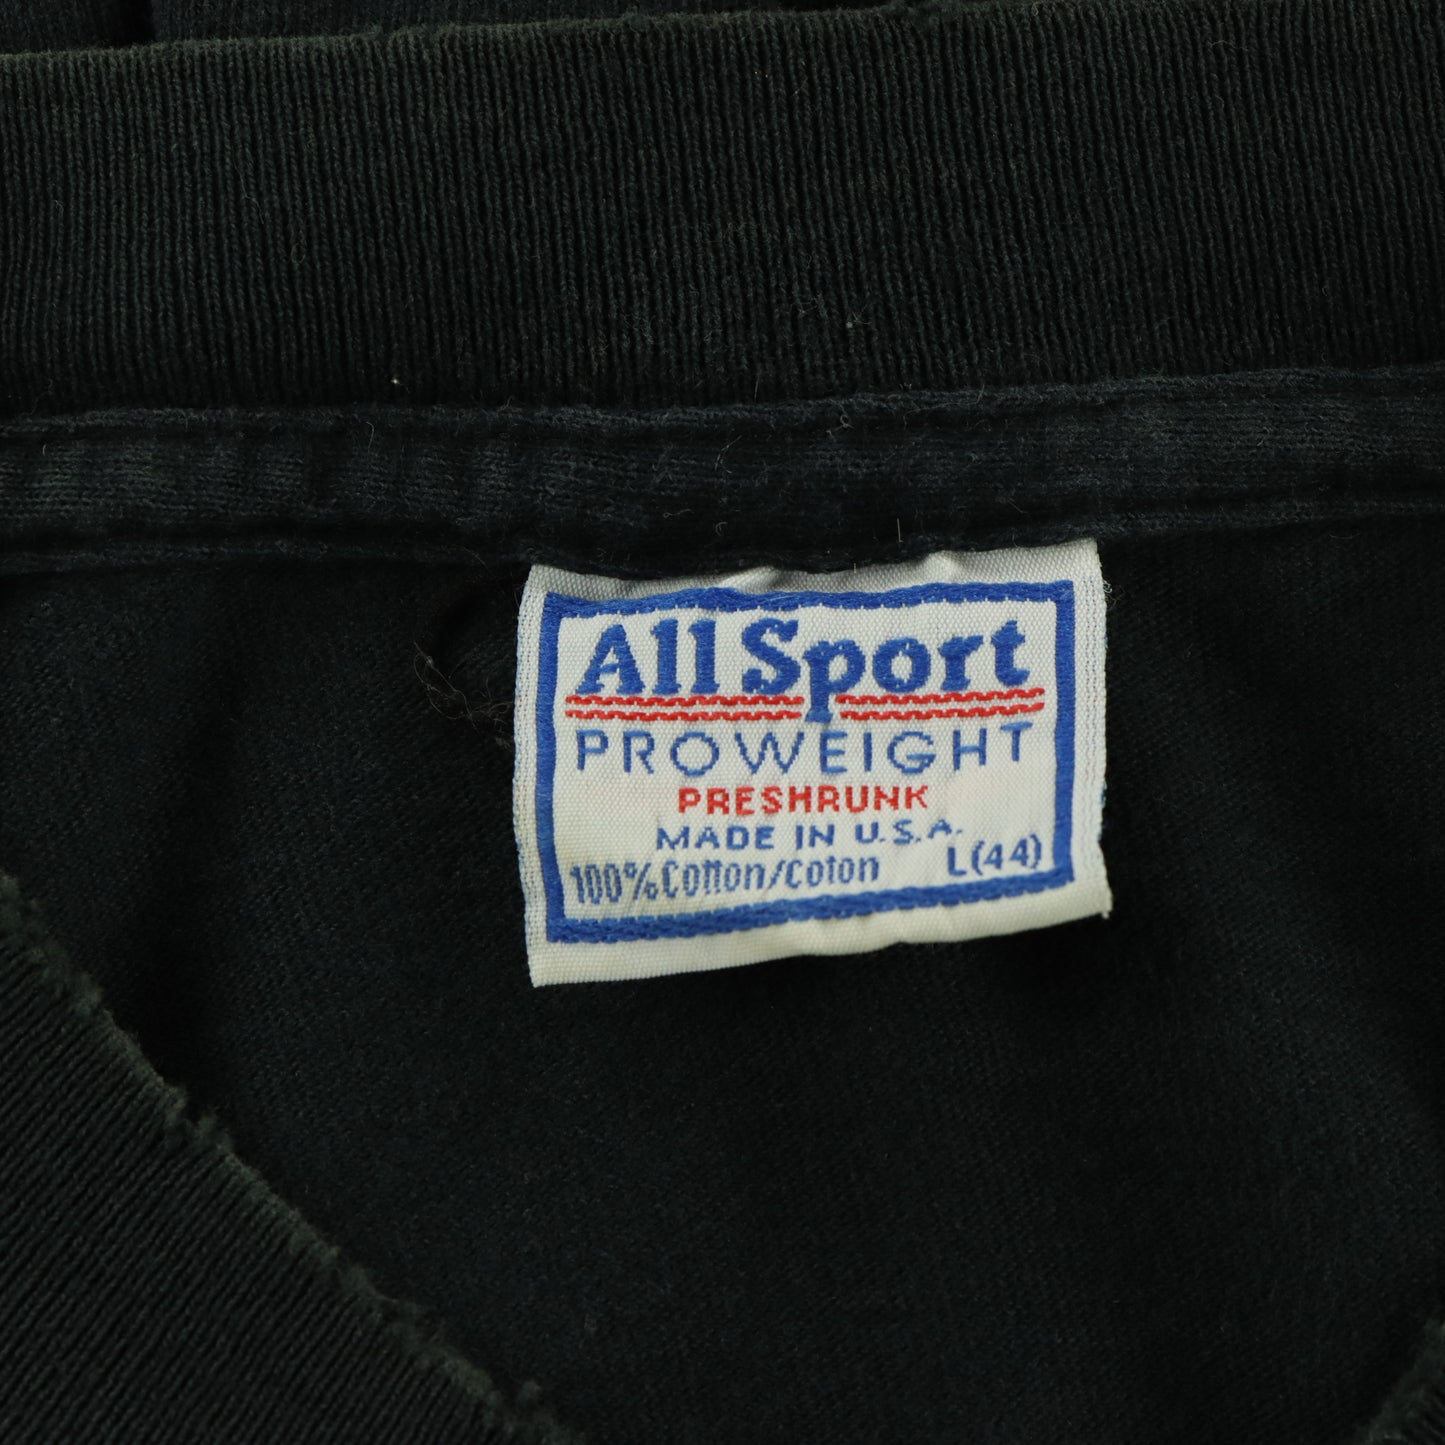 All Sport
PROWEIGHT
PRESHRUNK
MADE IN U.S.A.
100% Cotton/Coton L(44)